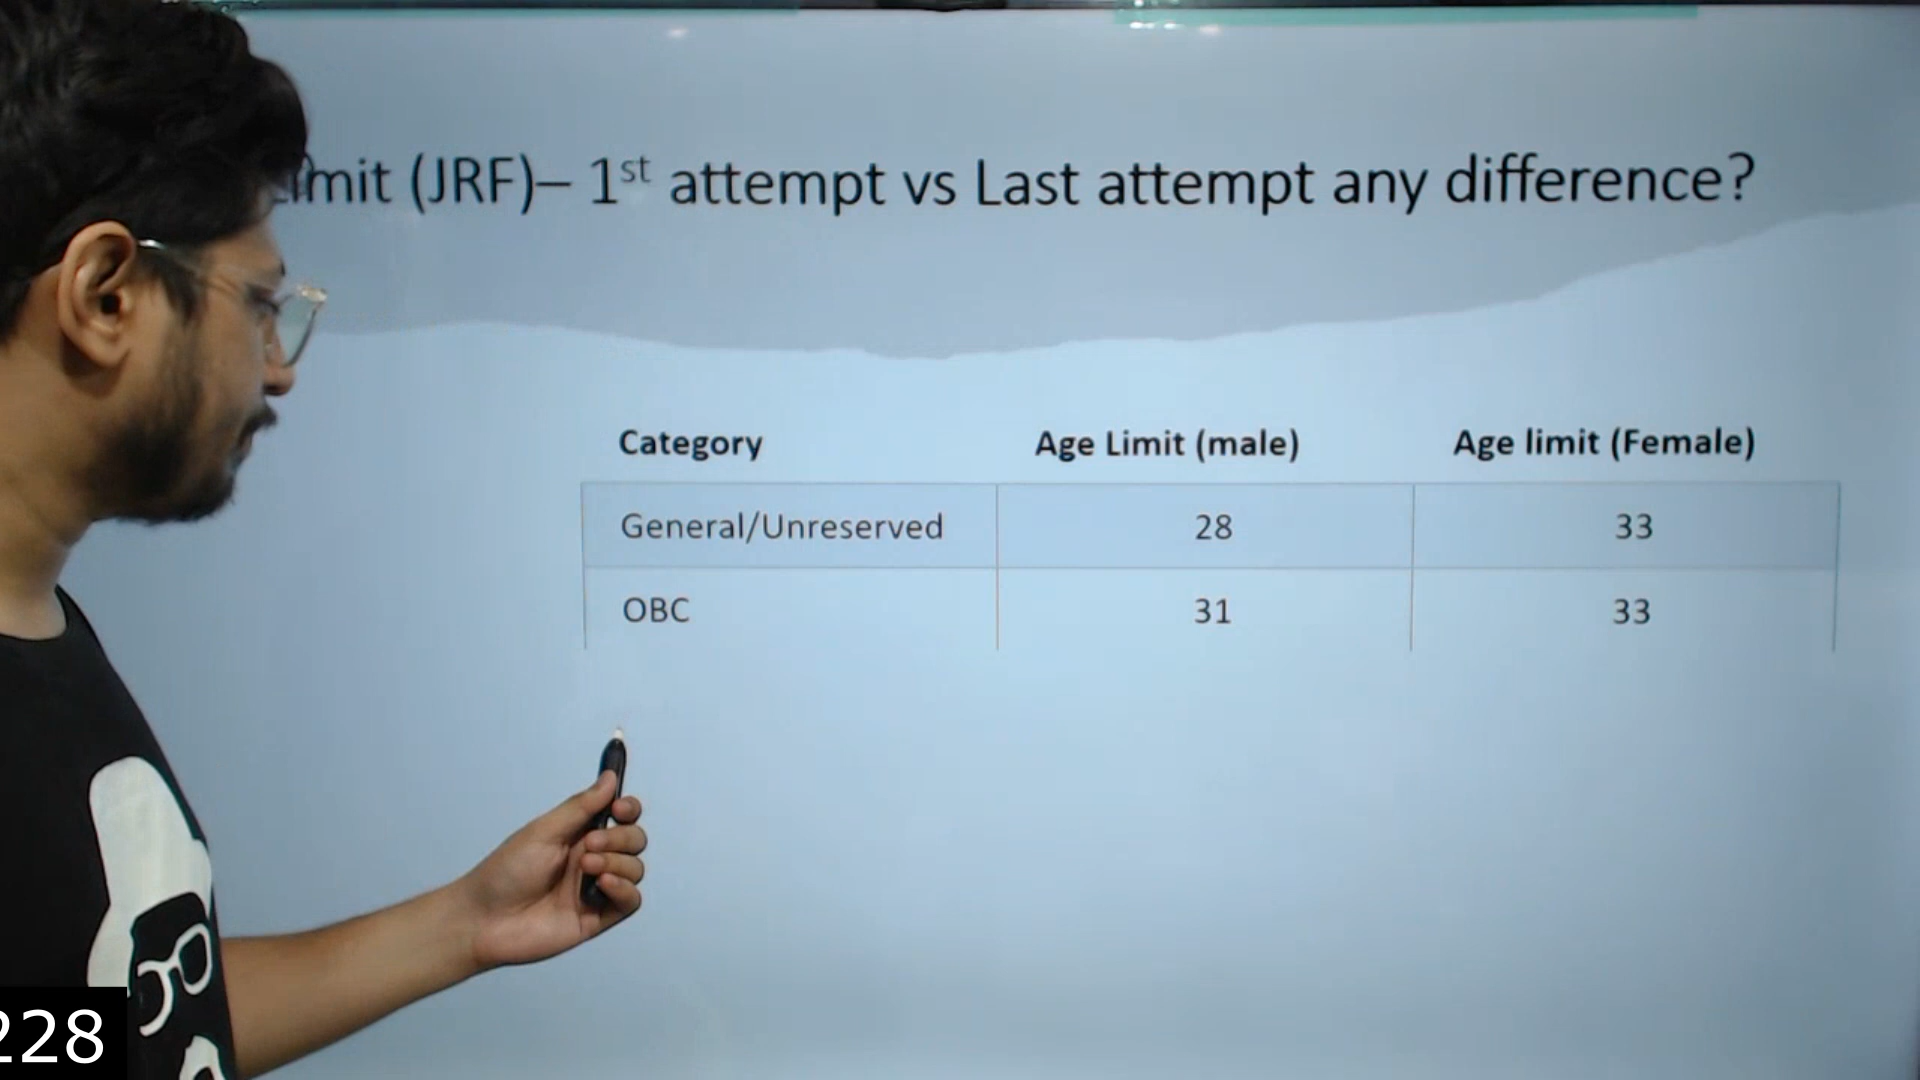 (JRF)– 1st attempt vs Last attempt any difference?
Category Age Limit (male) Age limit (Female)
General/Unreserved 28 33
OBC 31 33
228